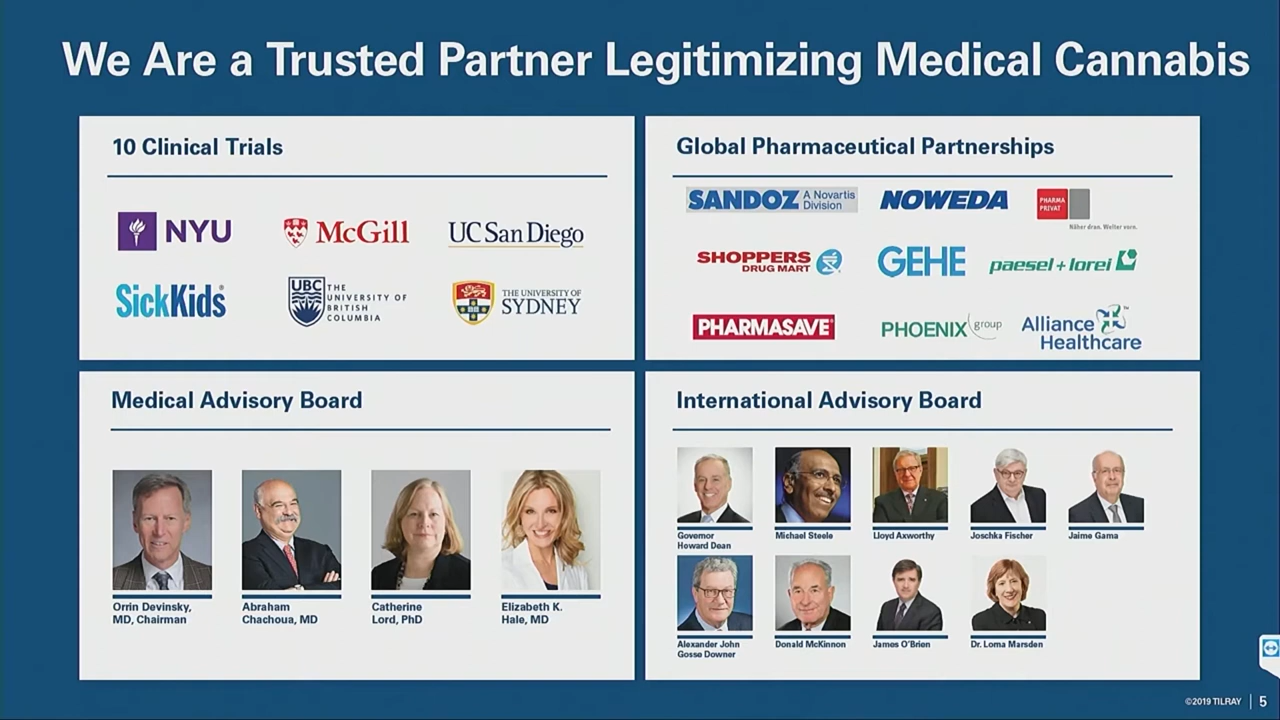 We Are a Trusted Partner Legitimizing Medical Cannabis
10 Clinical Trials
NYU
McGill
UC San Diego
SickKids®
UBC
THE
UNIVERSITY OF
BRITISH
COLUMBIA
THE UNIVERSITY OF
SYDNEY
Global Pharmaceutical Partnerships
SANDOZ A Novartis
Division
NOWEDA
PHARMA
PRIVAT
Näher dran. Weiter vorn.
SHOPPERS
DRUG MART
GEHE
paesel + lorei
PHARMASAVE®
PHOENIX group
Alliance ™
Healthcare
Medical Advisory Board
Orrin Devinsky,
MD, Chairman
Abraham
Chachoua, MD
Catherine
Lord, PhD
Elizabeth K.
Hale, MD
International Advisory Board
Governor
Howard Dean
Michael Steele
Lloyd Axworthy
Joschka Fischer
Jaime Gama
Alexander John
Gosse Downer
Donald McKinnon
James O'Brien
Dr. Lorna Marsden
©2019 TILRAY | 5